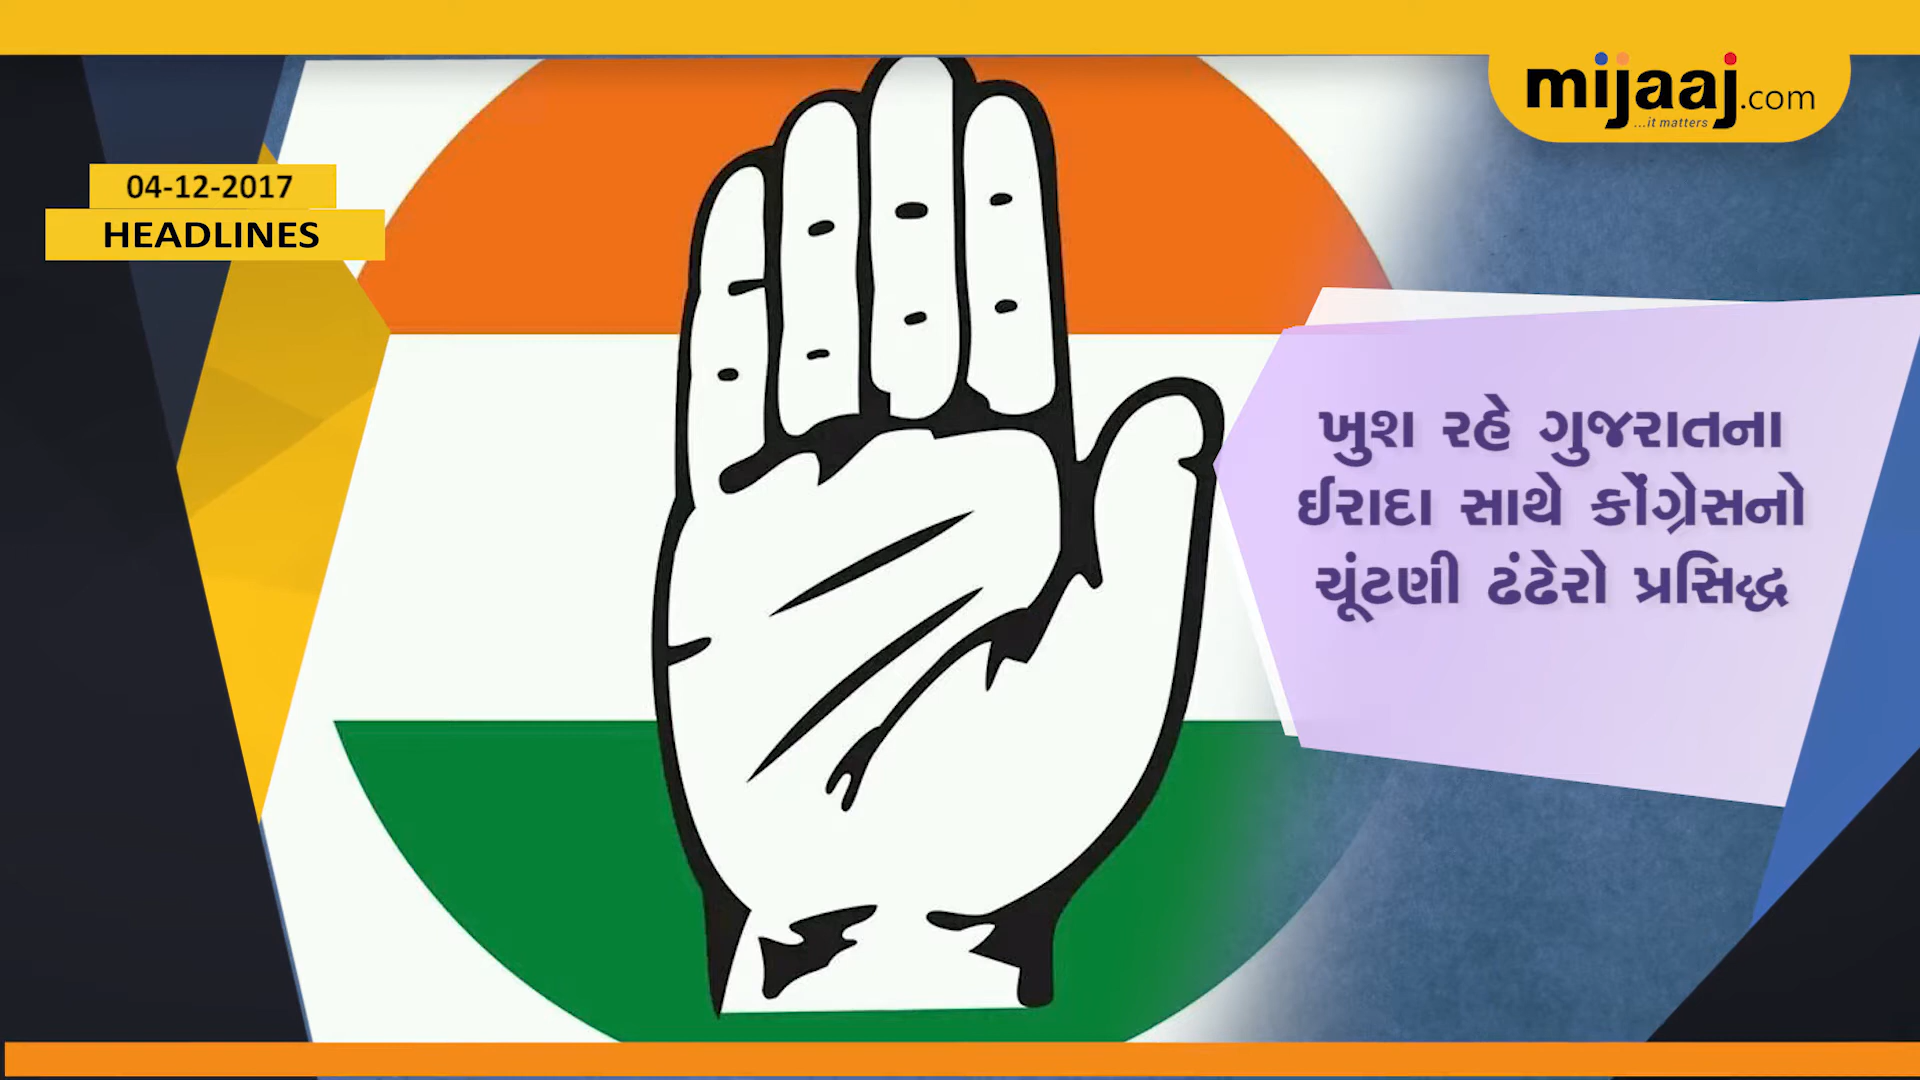 mijaaj.com
...it matters
04-12-2017
HEADLINES
ખુશ રહે ગુજરાતના
ઈરાદા સાથે કોંગ્રેસનો
ચૂંટણી ઢંઢેરો પ્રસિદ્ધ